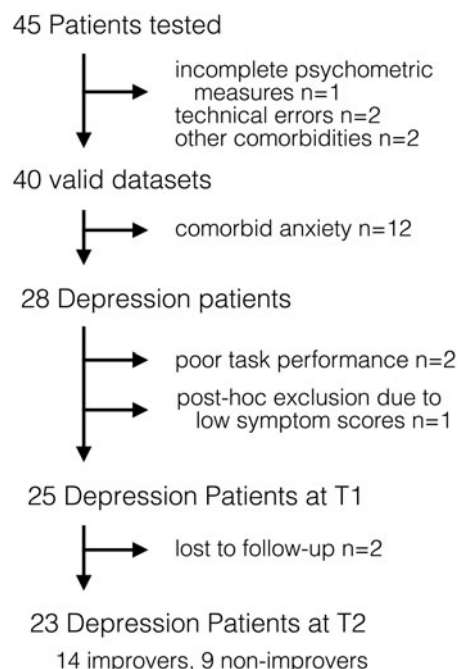 45 Patients tested
incomplete psychometric
measures n=1
technical errors n=2
other comorbidities n=2
40 valid datasets
comorbid anxiety n=12
28 Depression patients
poor task performance n=2
post-hoc exclusion due to
low symptom scores n=1
25 Depression Patients at T1
lost to follow-up n=2
23 Depression Patients at T2
14 improvers, 9 non-improvers